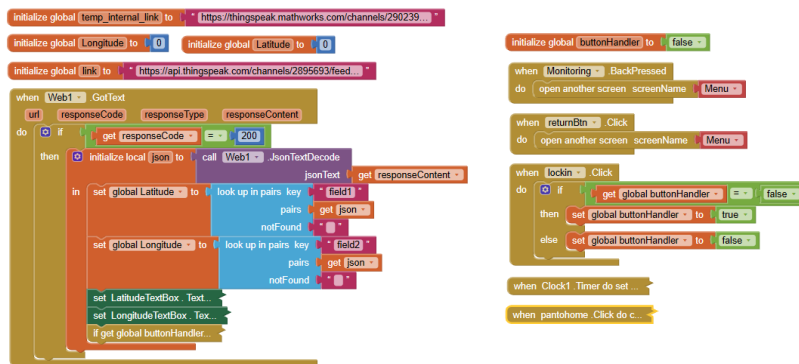 initialize global temp_internal_link to " https://thingspeak.mathworks.com/channels/290239... "
initialize global Longitude to 0
initialize global Latitude to 0
initialize global link to " https://api.thingspeak.com/channels/2895693/feed... "
when Web1 .GotText
url responseCode responseType responseContent
do if get responseCode = 200
then initialize local json to call Web1 .JsonTextDecode
jsonText get responseContent
in set global Latitude to look up in pairs key " field1 "
pairs get json
notFound " "
set global Longitude to look up in pairs key " field2 "
pairs get json
notFound " "
set LatitudeTextBox . Text...
set LongitudeTextBox . Tex...
if get global buttonHandler...
initialize global buttonHandler to false
when Monitoring .BackPressed
do open another screen screenName Menu
when returnBtn .Click
do open another screen screenName Menu
when lockin .Click
do if get global buttonHandler = false
then set global buttonHandler to true
else set global buttonHandler to false
when Clock1 .Timer do set ...
when pantohome .Click do c...